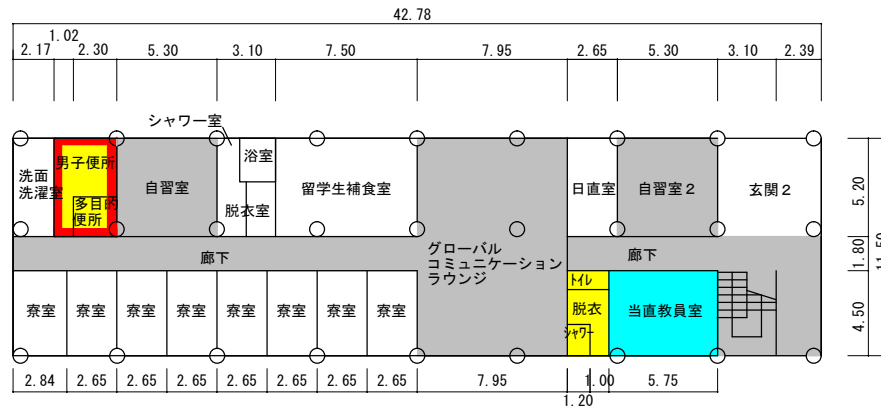 42.78
1.02
2.17
2.30
5.30
3.10
7.50
7.95
2.65
5.30
3.10
2.39
シャワー室
洗面
洗濯室
男子便所
多目的
便所
自習室
浴室
脱衣室
留学生補食室
日直室
自習室2
玄関2
5.20
1.80
11.50
4.50
廊下
グローバル
コミュニケーション
ラウンジ
廊下
寮室
寮室
寮室
寮室
寮室
寮室
寮室
寮室
トイレ
脱衣
シャワー
当直教員室
2.84
2.65
2.65
2.65
2.65
2.65
2.65
2.65
7.95
1.00
5.75
1.20